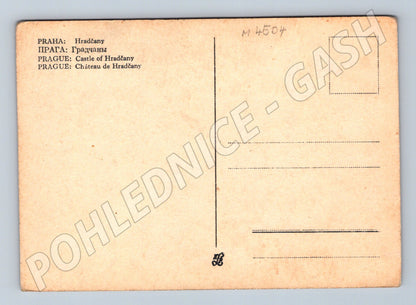 PRAHA: Hradčany
ПРАГА: Градчаны
PRAGUE: Castle of Hradčany
PRAGUE: Château de Hradčany
M 4504
POHLEDNICE - GASH